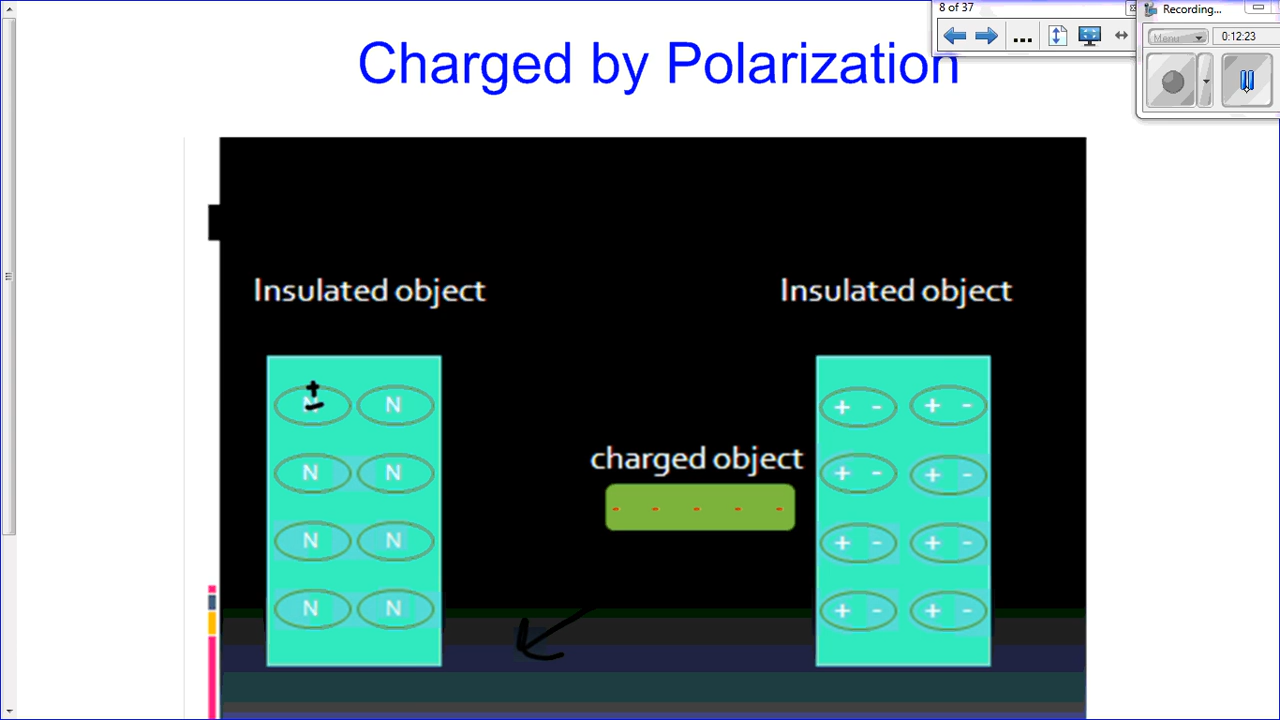 8 of 37
Recording...
Menu
0:12:23
Charged by Polarization
Insulated object
Insulated object
charged object
+
- N
+ - + -
N N
+ - + -
- - - - -
N N
+ - + -
N N
+ - + -